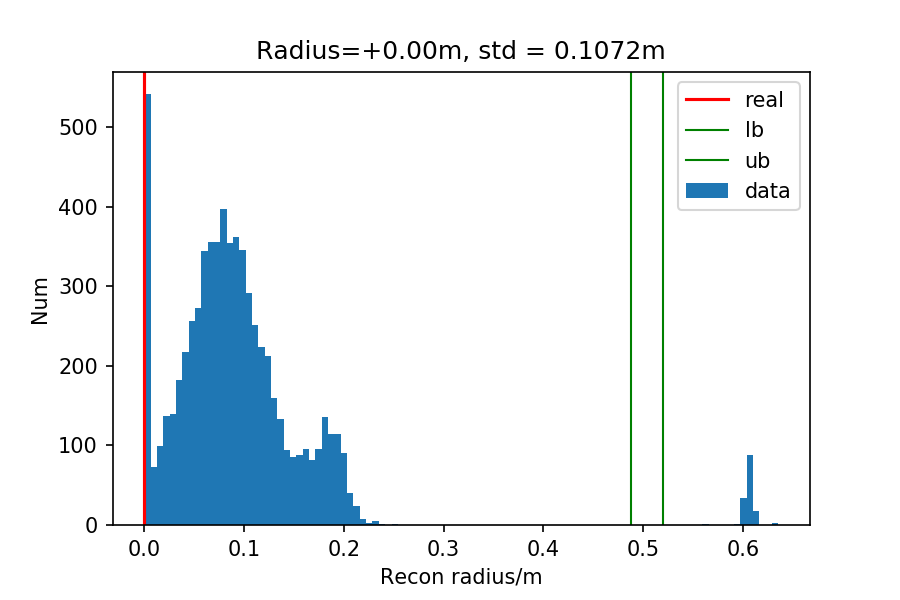 Radius=+0.00m, std = 0.1072m
real
lb
ub
data
Num
500
400
300
200
100
0
0.0 0.1 0.2 0.3 0.4 0.5 0.6
Recon radius/m